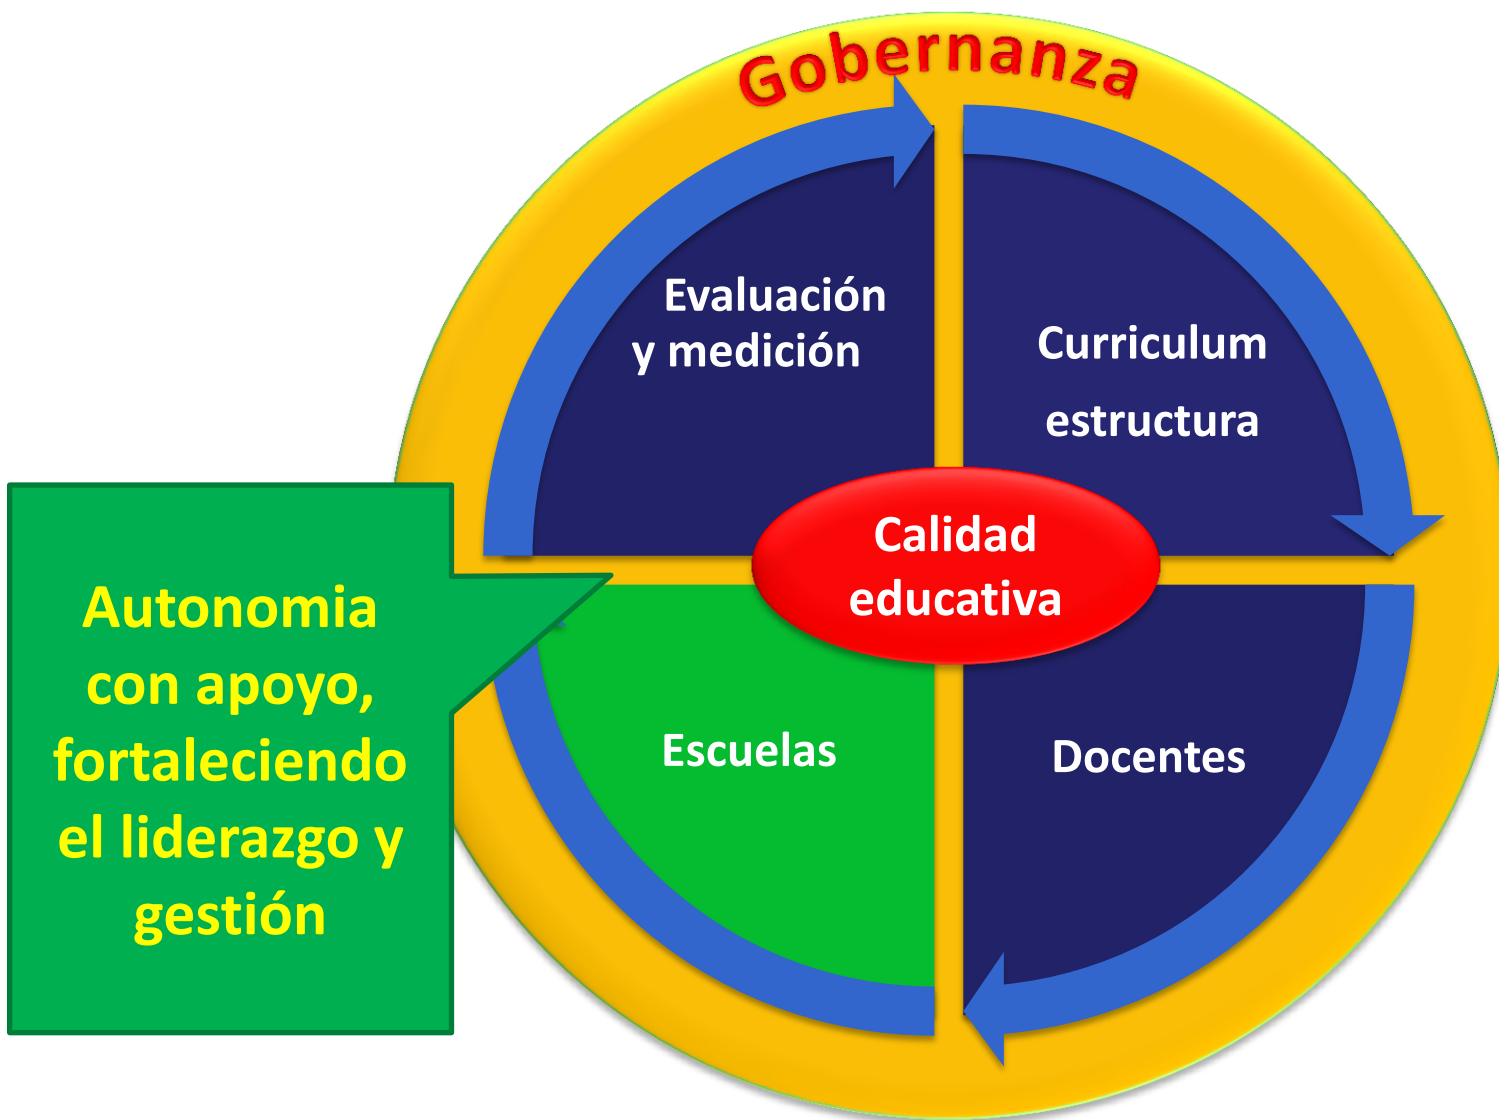 Gobernanza
Evaluación
y medición
Curriculum
estructura
Calidad
educativa
Autonomia
con apoyo,
fortaleciendo
el liderazgo y
gestión
Escuelas
Docentes